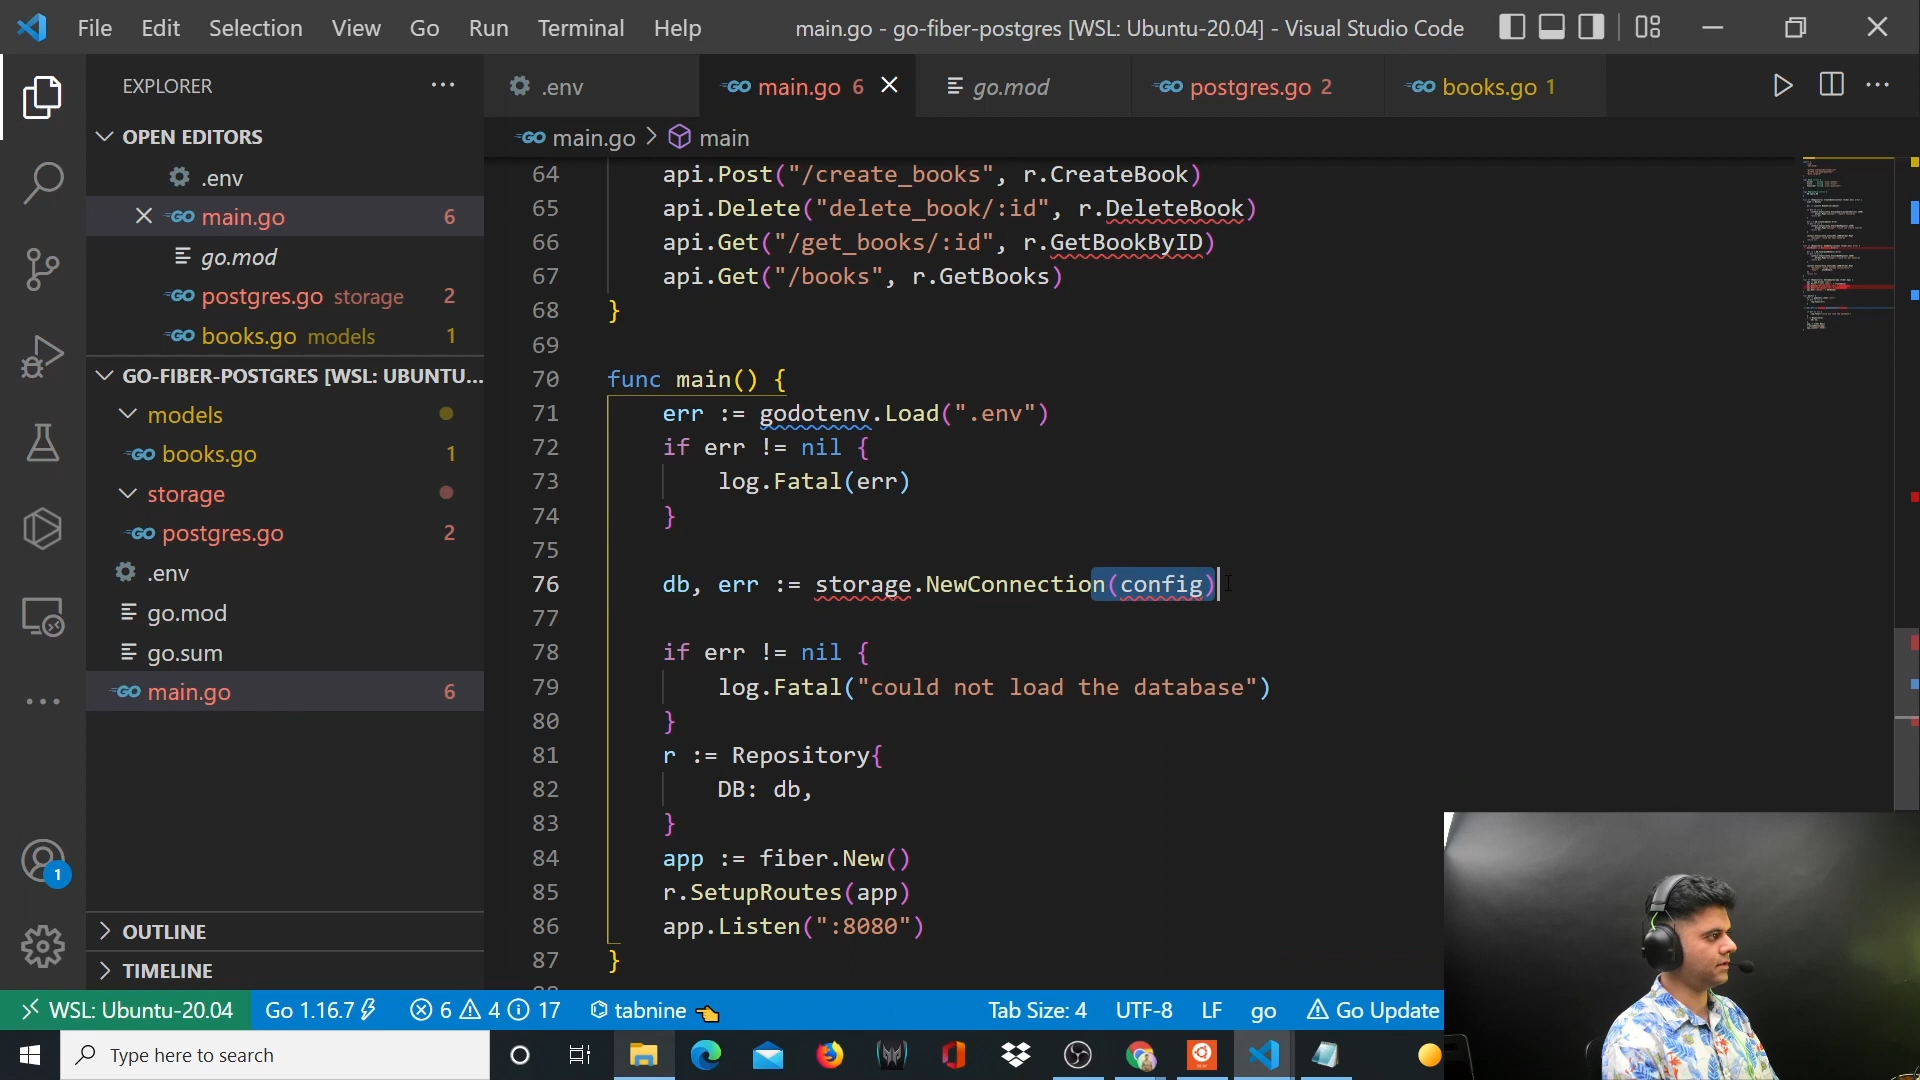 File Edit Selection View Go Run Terminal Help
main.go - go-fiber-postgres [WSL: Ubuntu-20.04] - Visual Studio Code
EXPLORER
OPEN EDITORS
.env
main.go 6
go.mod
postgres.go storage 2
books.go models 1
GO-FIBER-POSTGRES [WSL: UBUNTU...
models
books.go 1
storage
postgres.go 2
.env
go.mod
go.sum
main.go 6
OUTLINE
TIMELINE
1
.env
main.go 6
go.mod
postgres.go 2
books.go 1
main.go > main
64 api.Post("/create_books", r.CreateBook)
65 api.Delete("delete_book/:id", r.DeleteBook)
66 api.Get("/get_books/:id", r.GetBookByID)
67 api.Get("/books", r.GetBooks)
68 }
69
70 func main() {
71 err := godotenv.Load(".env")
72 if err != nil {
73 log.Fatal(err)
74 }
75
76 db, err := storage.NewConnection(config)
77
78 if err != nil {
79 log.Fatal("could not load the database")
80 }
81 r := Repository{
82 DB: db,
83 }
84 app := fiber.New()
85 r.SetupRoutes(app)
86 app.Listen(":8080")
87 }
WSL: Ubuntu-20.04 Go 1.16.7 6 4 17 tabnine Tab Size: 4 UTF-8 LF go Go Update
Type here to search